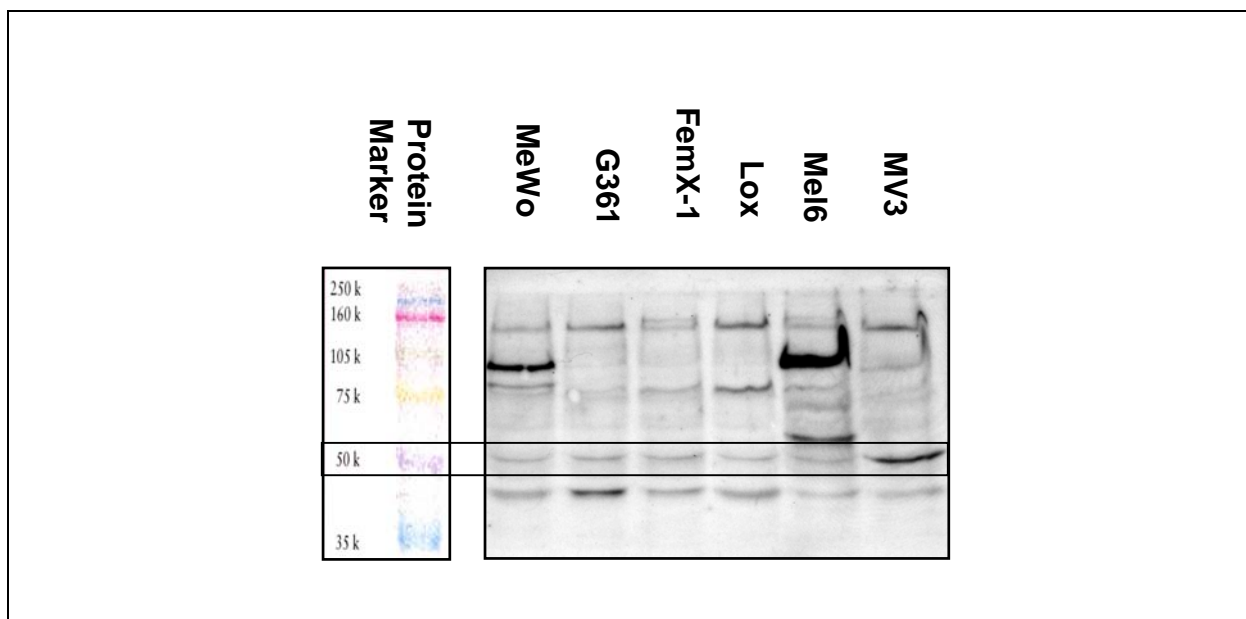 Protein
Marker
MeWo
G361
FemX-1
Lox
Mel6
MV3
250 k
160 k
105 k
75 k
50 k
35 k